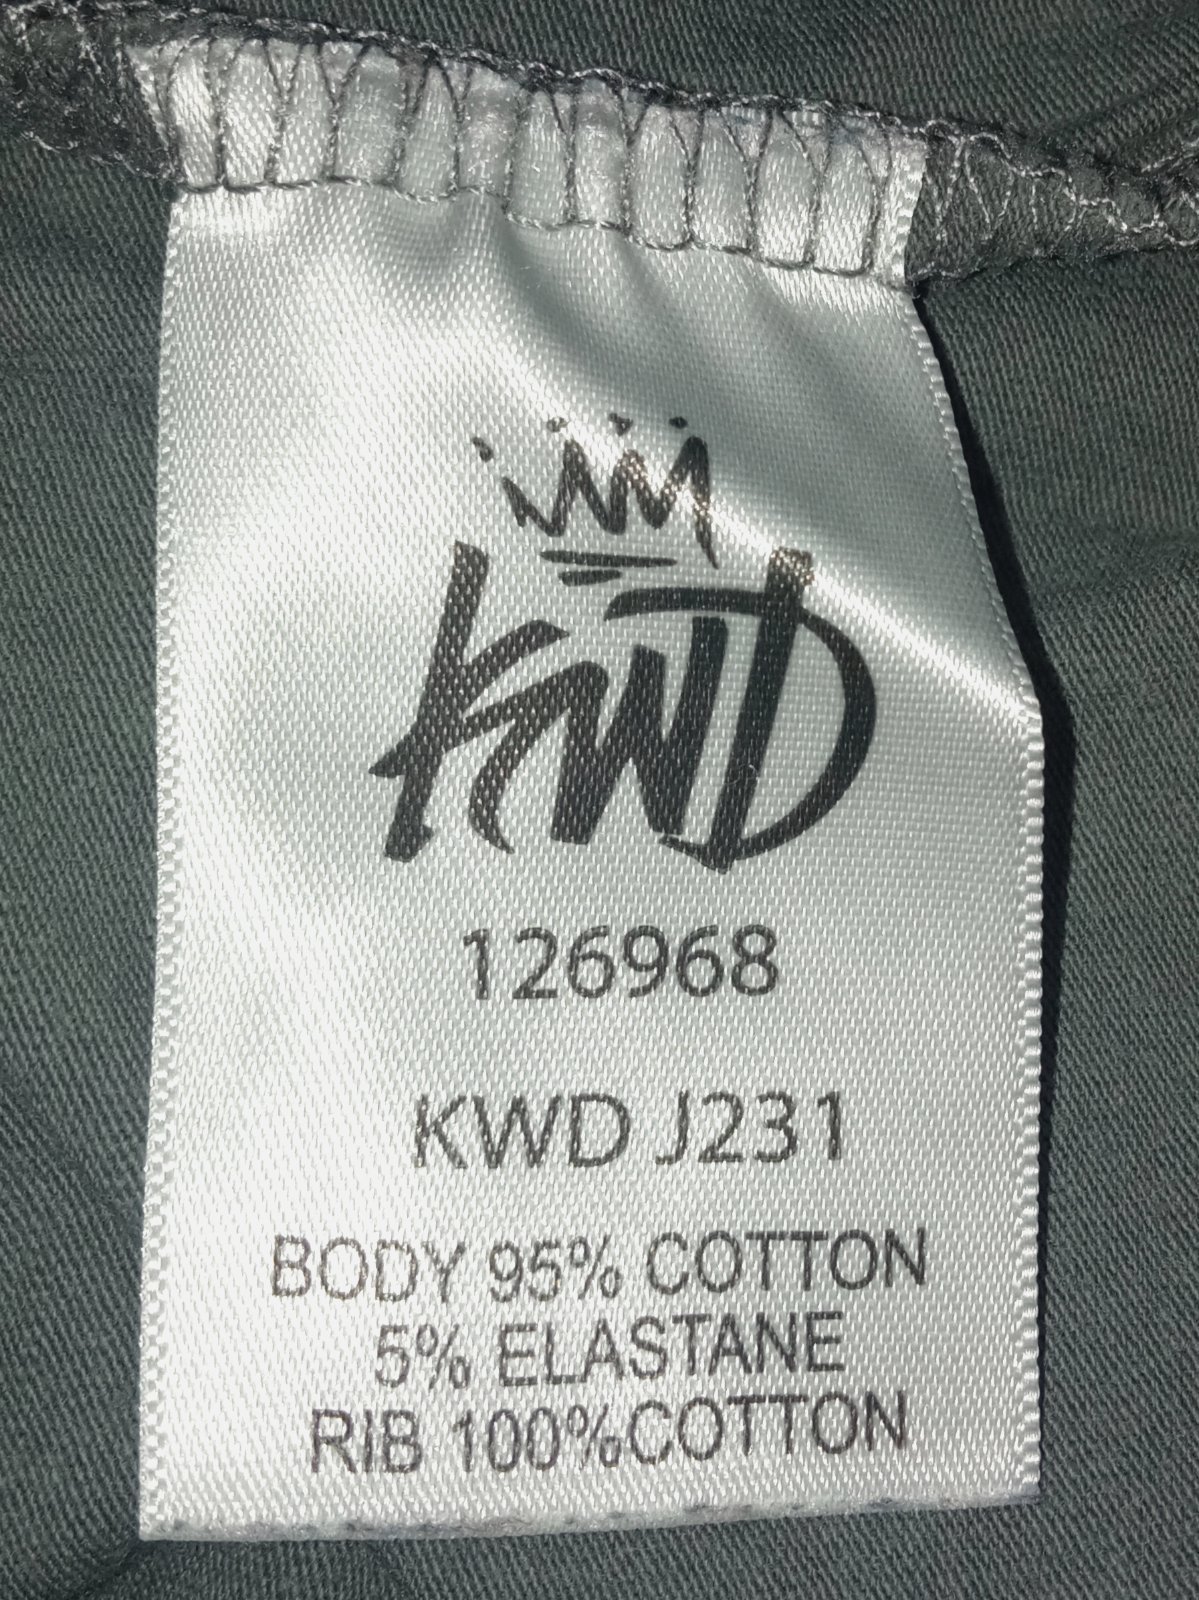 KWD
126968
KWD J231
BODY 95% COTTON
5% ELASTANE
RIB 100%COTTON